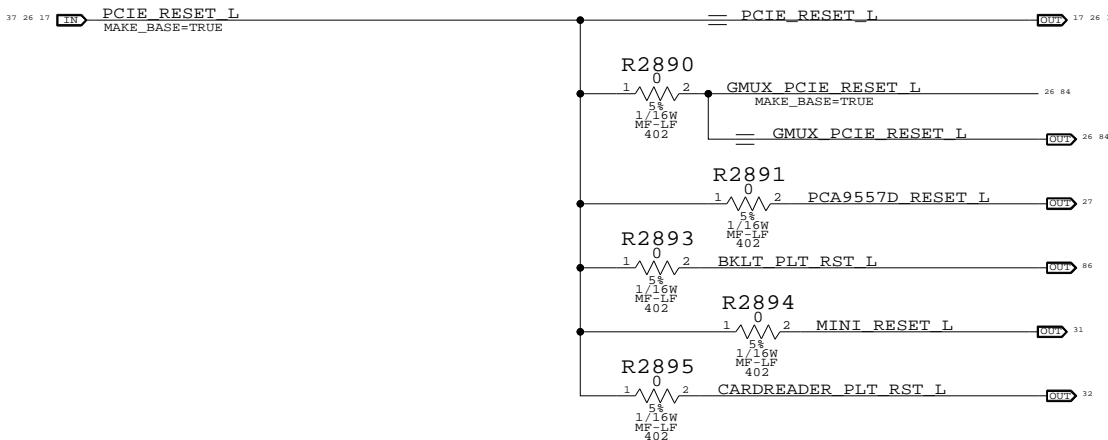 37 26 17 IN PCIE_RESET_L
MAKE_BASE=TRUE
PCIE_RESET_L OUT 17 26
R2890
0
1 2
5%
1/16W
MF-LF
402
GMUX_PCIE_RESET_L 26 84
MAKE_BASE=TRUE
GMUX_PCIE_RESET_L OUT 26 84
R2891
0
1 2 PCA9557D_RESET_L OUT 27
5%
1/16W
MF-LF
402
R2893
0
1 2 BKLT_PLT_RST_L OUT 86
5%
1/16W
MF-LF
402
R2894
0
1 2 MINI_RESET_L OUT 31
5%
1/16W
MF-LF
402
R2895
0
1 2 CARDREADER_PLT_RST_L OUT 32
5%
1/16W
MF-LF
402